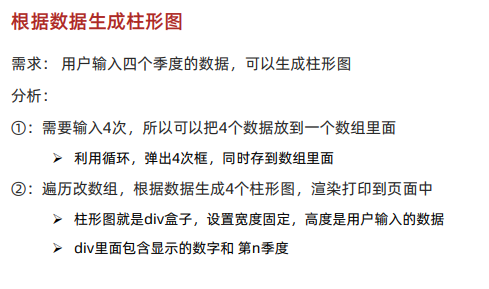 根据数据生成柱形图
需求： 用户输入四个季度的数据，可以生成柱形图
分析：
①：需要输入4次，所以可以把4个数据放到一个数组里面
➢ 利用循环，弹出4次框，同时存到数组里面
②：遍历改数组，根据数据生成4个柱形图，渲染打印到页面中
➢ 柱形图就是div盒子，设置宽度固定，高度是用户输入的数据
➢ div里面包含显示的数字和 第n季度